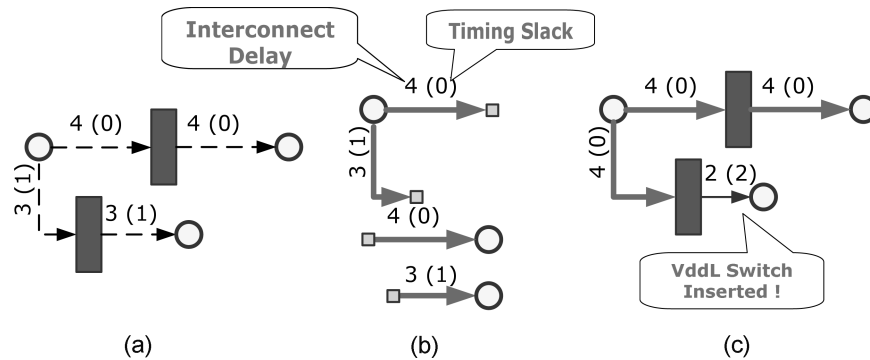 Interconnect
Delay
Timing Slack
4 (0)
4 (0)
3 (1)
3 (1)
(a)
4 (0)
3 (1)
4 (0)
3 (1)
(b)
4 (0)
4 (0)
4 (0)
2 (2)
VddL Switch
Inserted !
(c)